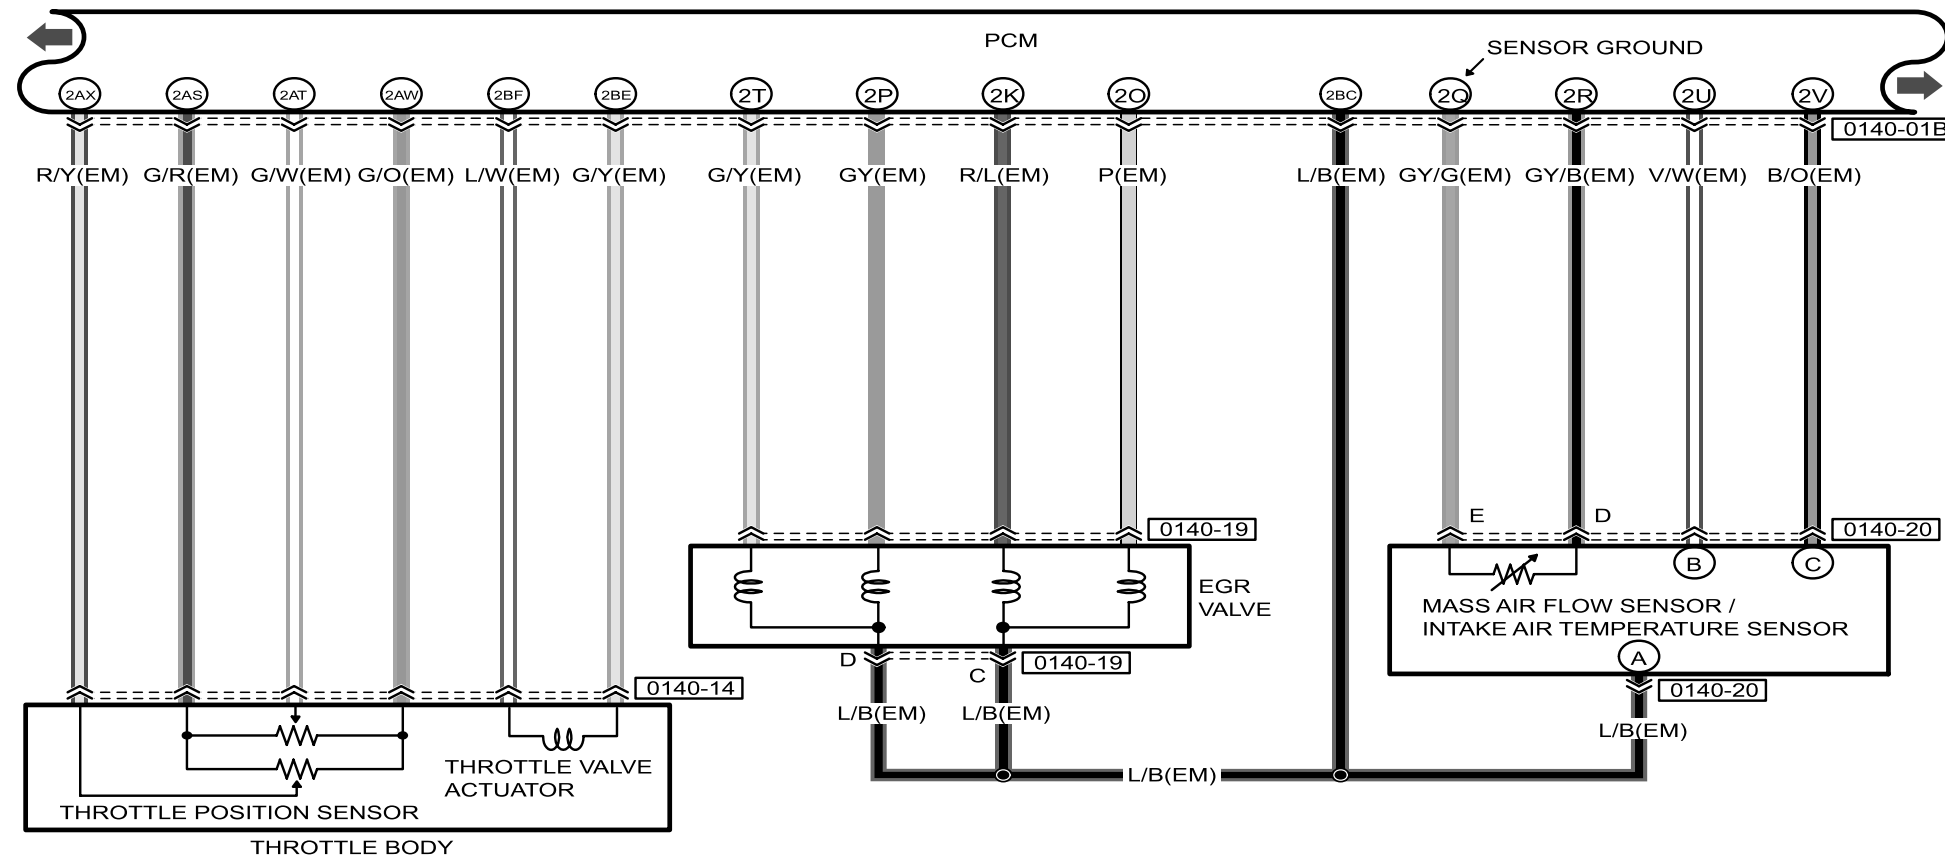 PCM
SENSOR GROUND
2AX 2AS 2AT 2AW 2BF 2BE 2T 2P 2K 2O 2BC 2Q 2R 2U 2V
0140-01B
R/Y(EM) G/R(EM) G/W(EM) G/O(EM) L/W(EM) G/Y(EM) G/Y(EM) GY(EM) R/L(EM) P(EM) L/B(EM) GY/G(EM) GY/B(EM) V/W(EM) B/O(EM)
E D
0140-19 0140-20
B C
EGR
VALVE
MASS AIR FLOW SENSOR /
INTAKE AIR TEMPERATURE SENSOR
A
D C 0140-19
0140-14 0140-20
L/B(EM) L/B(EM) L/B(EM)
L/B(EM)
THROTTLE VALVE
ACTUATOR
THROTTLE POSITION SENSOR
THROTTLE BODY